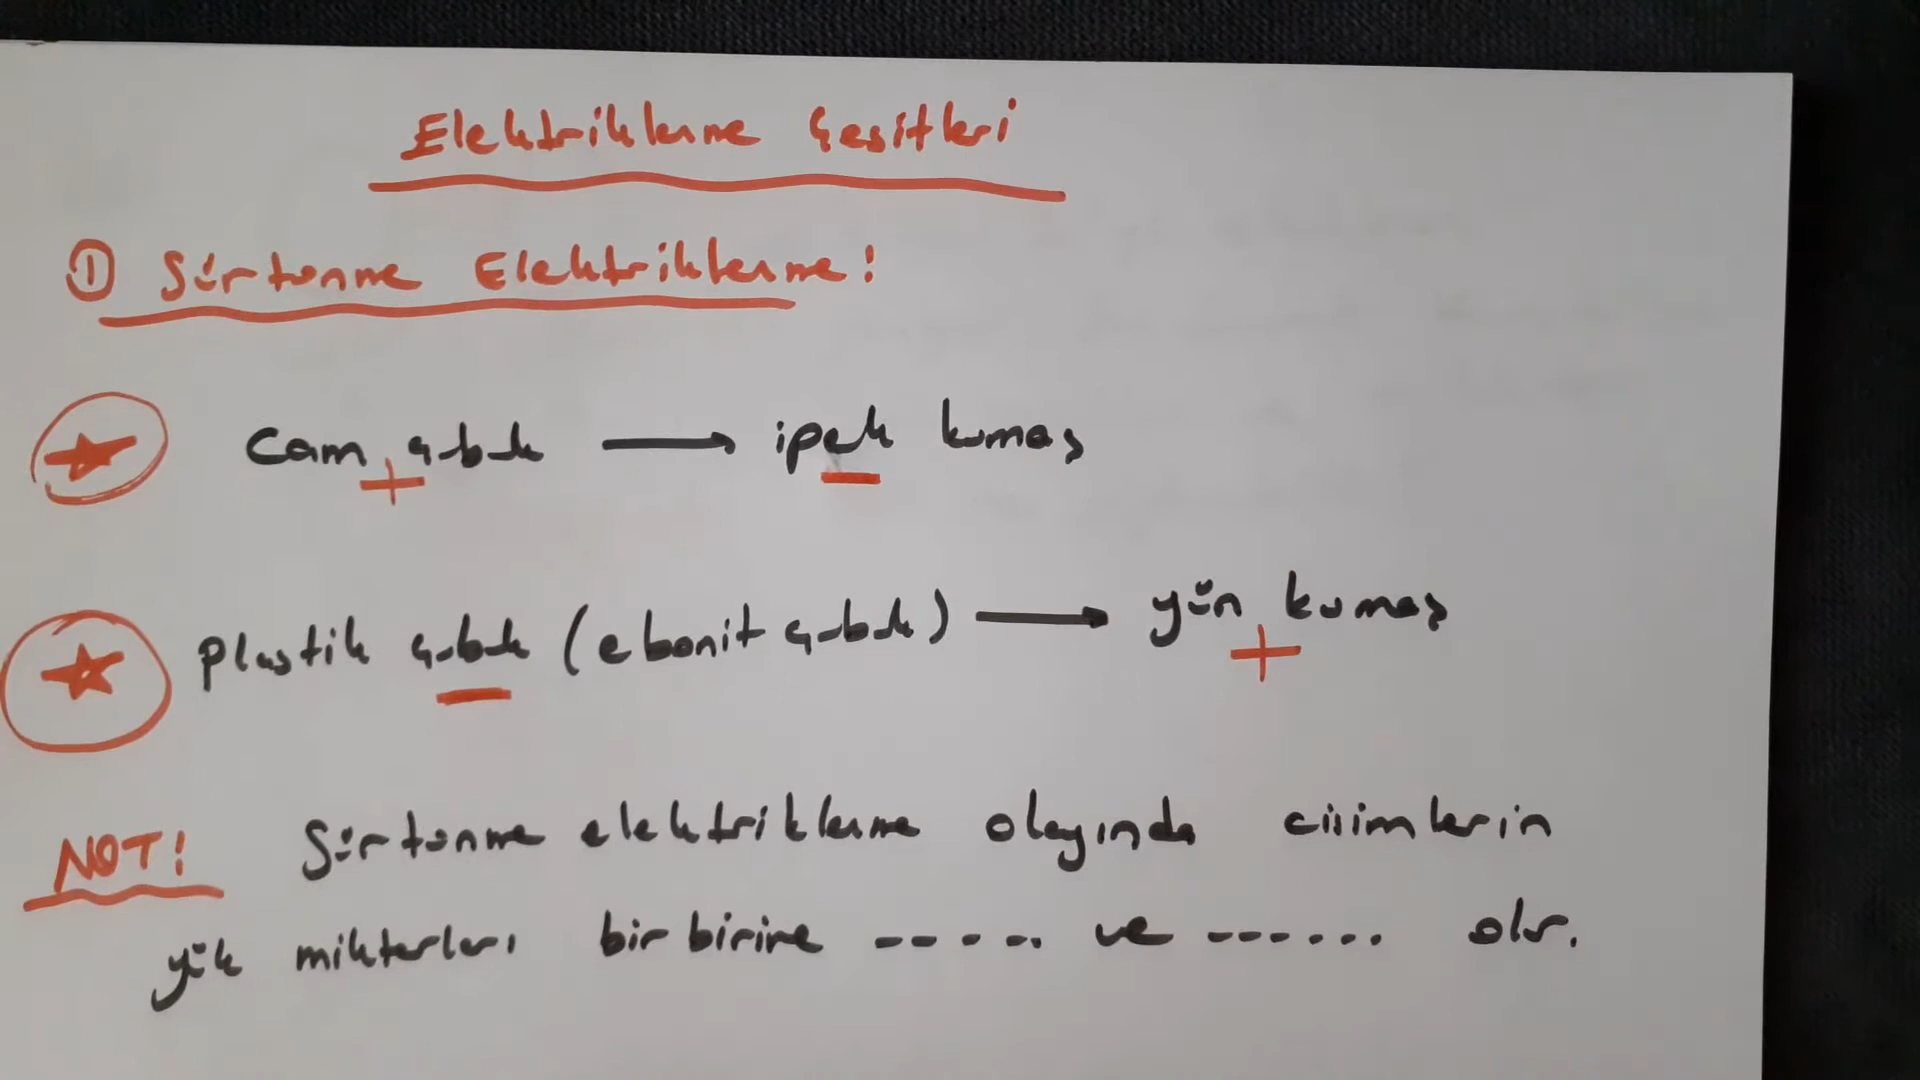 Elektriklenme Çeşitleri
① Sürtünme Elektriklenme:
Cam çubuk → ipek kumaş
+ −
plastik çubuk (ebonit çubuk) → yün kumaş
− +
NOT! Sürtünme elektriklenme olayında cisimlerin
yük miktarları birbirine ----- ve ------ olur.